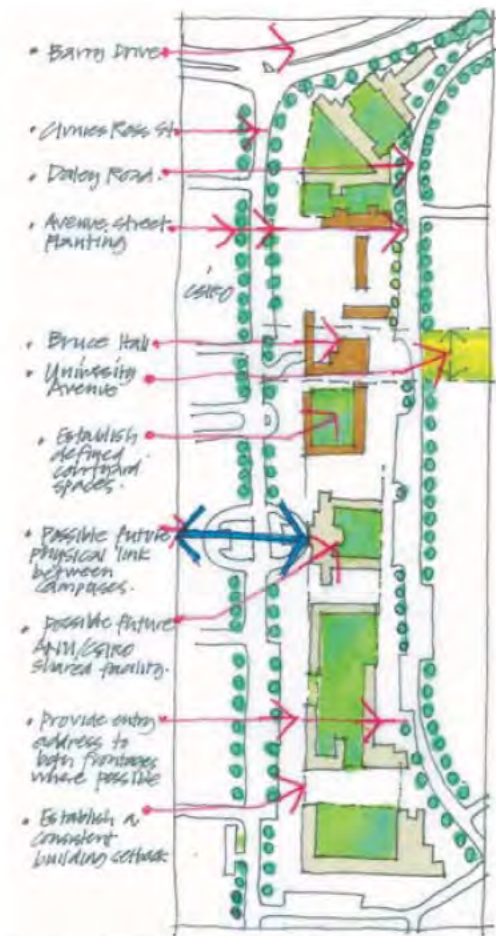 • Barry Drive
• Clunies Ross St.
• Daley Road.
• Avenue street
planting
CSIRO
• Bruce Hall
• University
Avenue
• Establish
defined
courtyard
spaces.
• Possible future
physical link
between
campuses.
• possible future
ANU/CSIRO
shared facility.
• Provide entry
address to
both frontages
where possible
• Establish a
consistent
building setback